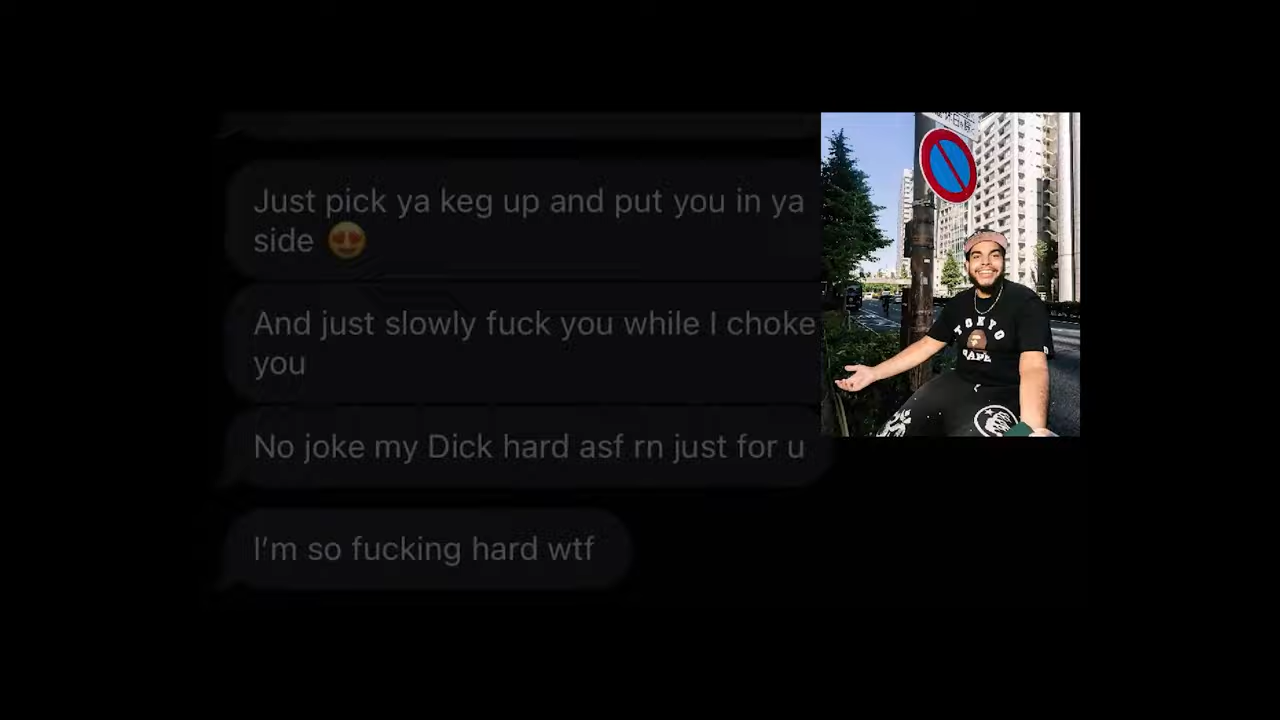 Just pick ya keg up and put you in ya
side 😍
And just slowly fuck you while I choke
you
No joke my Dick hard asf rn just for u
I'm so fucking hard wtf
TOKYO
BAPE